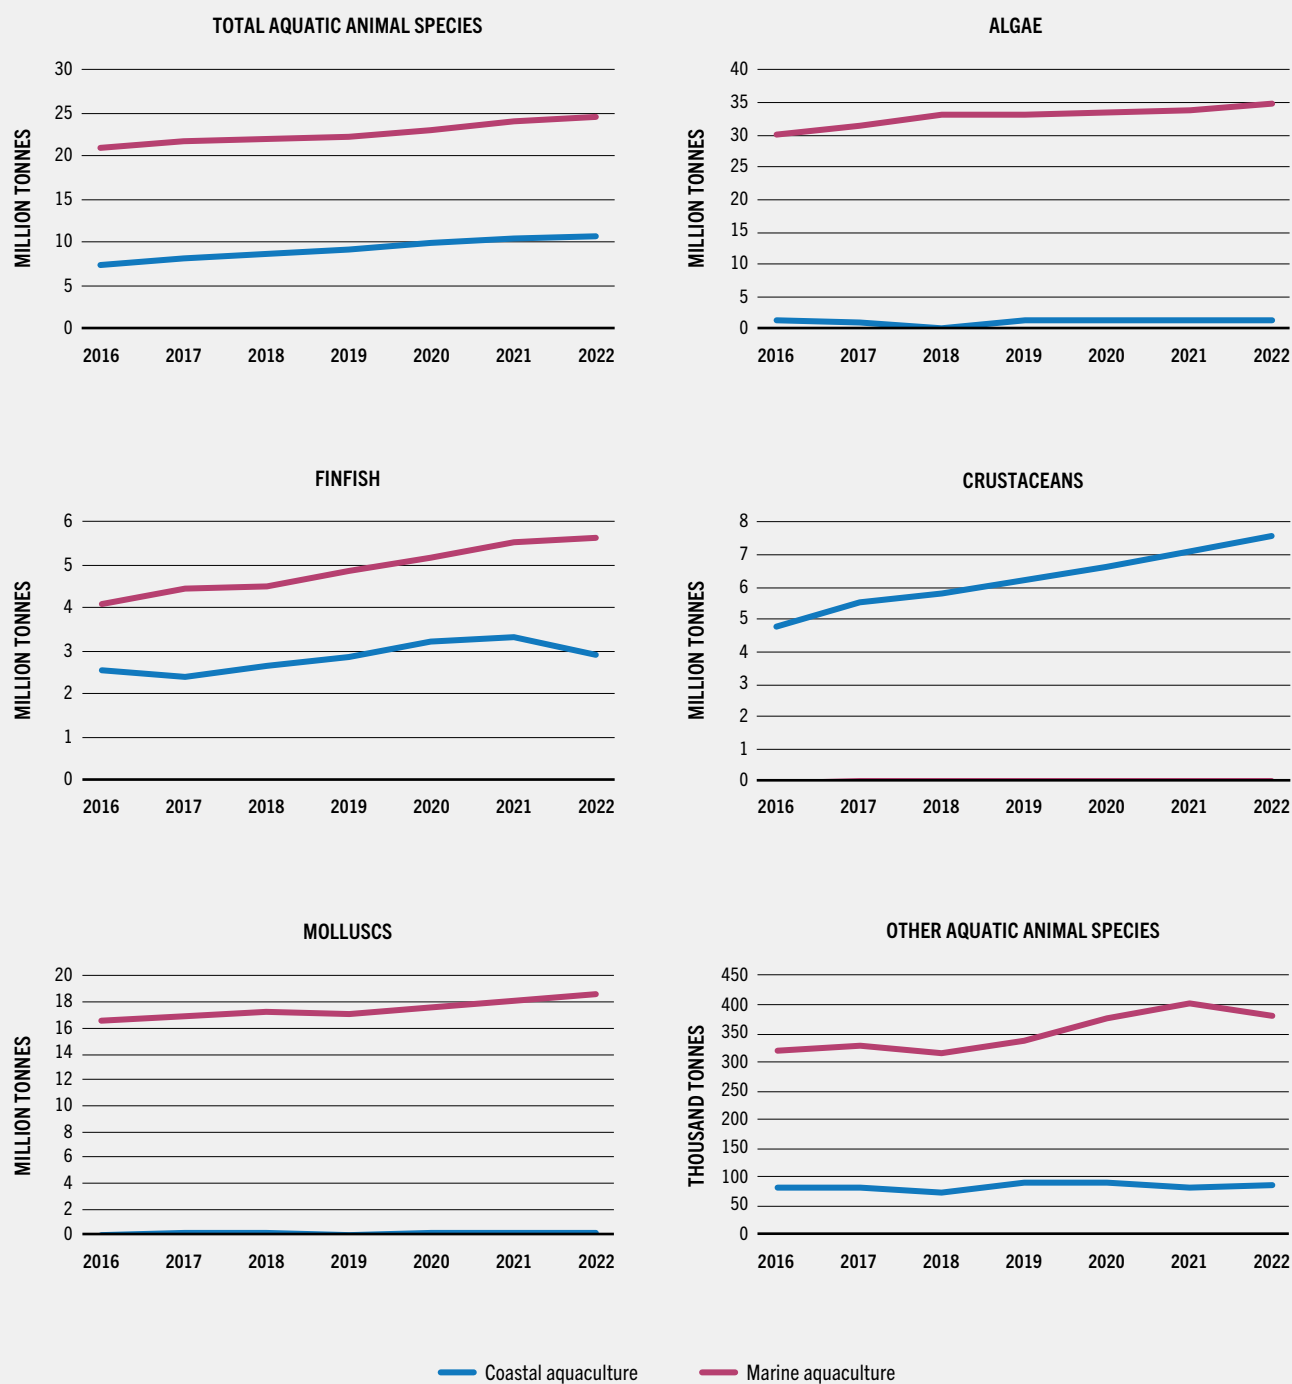 TOTAL AQUATIC ANIMAL SPECIES
MILLION TONNES
30
25
20
15
10
5
0
2016 2017 2018 2019 2020 2021 2022
ALGAE
MILLION TONNES
40
35
30
25
20
15
10
5
0
2016 2017 2018 2019 2020 2021 2022
FINFISH
MILLION TONNES
6
5
4
3
2
1
0
2016 2017 2018 2019 2020 2021 2022
CRUSTACEANS
MILLION TONNES
8
7
6
5
4
3
2
1
0
2016 2017 2018 2019 2020 2021 2022
MOLLUSCS
MILLION TONNES
20
18
16
14
12
10
8
6
4
2
0
2016 2017 2018 2019 2020 2021 2022
OTHER AQUATIC ANIMAL SPECIES
THOUSAND TONNES
450
400
350
300
250
200
150
100
50
0
2016 2017 2018 2019 2020 2021 2022
Coastal aquaculture
Marine aquaculture